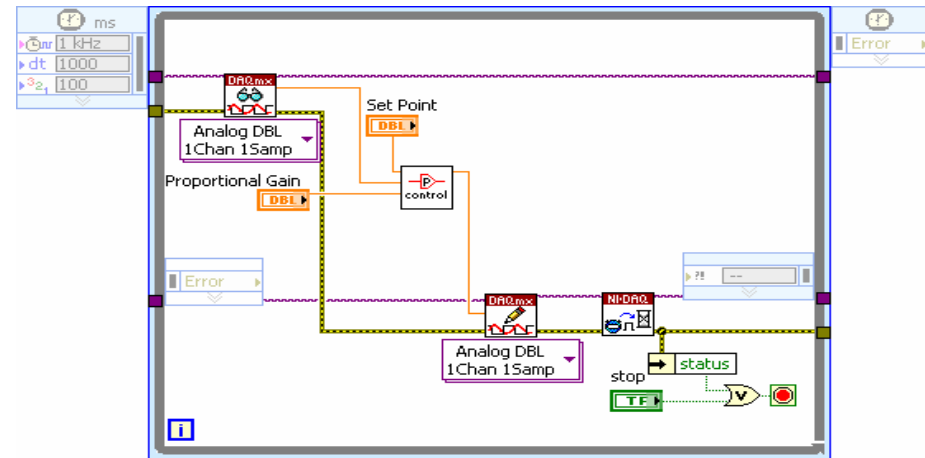 ms
1 kHz
dt 1000
321 100
Error
DAQmx
Analog DBL
1Chan 1Samp
Set Point
DBL
Proportional Gain
DBL
P
control
Error
?! --
DAQmx
NI-DAQ
Analog DBL
1Chan 1Samp
status
stop
TF
V
i